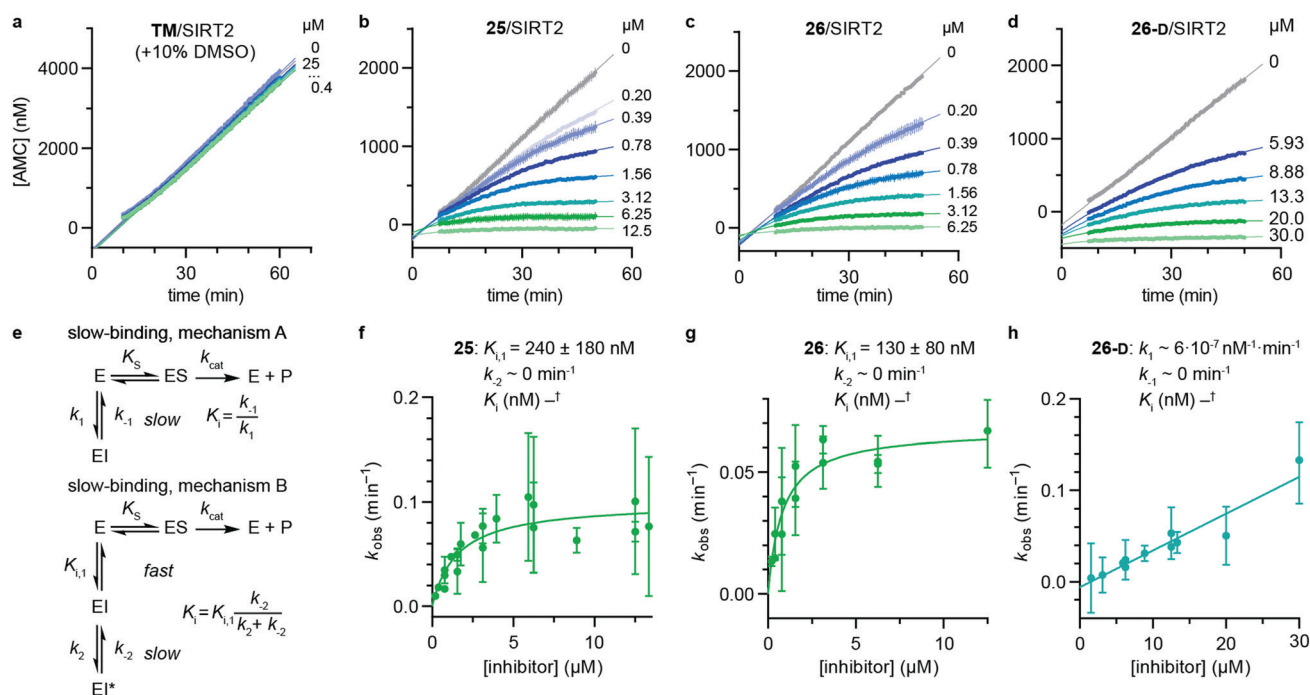 a
TM/SIRT2
(+10% DMSO)
μM
0
25
...
0.4
4000
2000
0
[AMC] (nM)
0
30
60
time (min)
b
25/SIRT2
μM
0
0.20
0.39
0.78
1.56
3.12
6.25
12.5
2000
1000
0
0
30
60
time (min)
c
26/SIRT2
μM
0
0.20
0.39
0.78
1.56
3.12
6.25
2000
1000
0
0
30
60
time (min)
d
26-D/SIRT2
μM
0
5.93
8.88
13.3
20.0
30.0
2000
1000
0
0
30
60
time (min)
e
slow-binding, mechanism A
K_S
k_cat
E
ES
E + P
k_1
k_-1
slow
K_i = k_-1 / k_1
EI
slow-binding, mechanism B
K_S
k_cat
E
ES
E + P
K_i,1
fast
EI
K_i = K_i,1 k_-2 / k_2 + k_-2
k_2
k_-2
slow
EI*
f
25: K_i,1 = 240 ± 180 nM
k_-2 ~ 0 min⁻¹
K_i (nM) –†
0.2
0.1
0.0
k_obs (min⁻¹)
0
5
10
[inhibitor] (μM)
g
26: K_i,1 = 130 ± 80 nM
k_-2 ~ 0 min⁻¹
K_i (nM) –†
0.05
0.00
k_obs (min⁻¹)
0
5
10
[inhibitor] (μM)
h
26-D: k_1 ~ 6·10⁻⁷ nM⁻¹·min⁻¹
k_-1 ~ 0 min⁻¹
K_i (nM) –†
0.2
0.1
0.0
k_obs (min⁻¹)
0
10
20
30
[inhibitor] (μM)